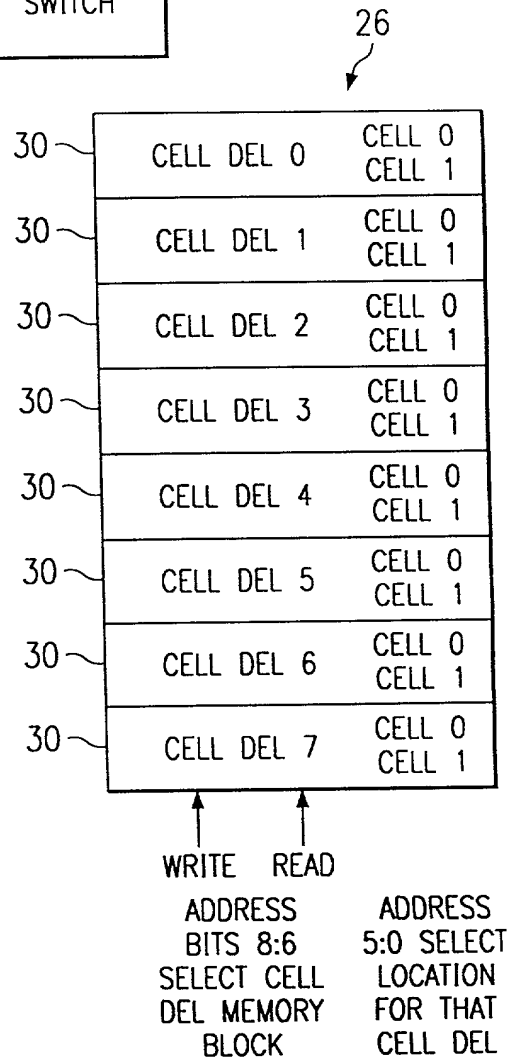 SWITCH
26
30 CELL DEL 0 CELL 0
CELL 1
30 CELL DEL 1 CELL 0
CELL 1
30 CELL DEL 2 CELL 0
CELL 1
30 CELL DEL 3 CELL 0
CELL 1
30 CELL DEL 4 CELL 0
CELL 1
30 CELL DEL 5 CELL 0
CELL 1
30 CELL DEL 6 CELL 0
CELL 1
30 CELL DEL 7 CELL 0
CELL 1
WRITE READ
ADDRESS
BITS 8:6
SELECT CELL
DEL MEMORY
BLOCK
ADDRESS
5:0 SELECT
LOCATION
FOR THAT
CELL DEL